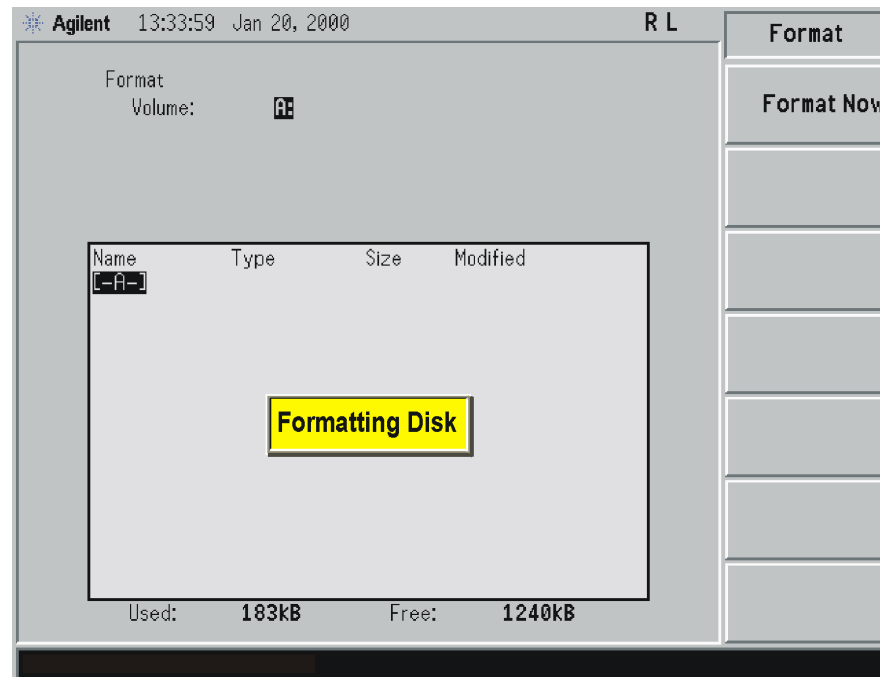 Agilent 13:33:59 Jan 20, 2000 R L
Format
Format
Volume: A:
Format Now
Name Type Size Modified
[-A-]
Formatting Disk
Used: 183kB Free: 1240kB